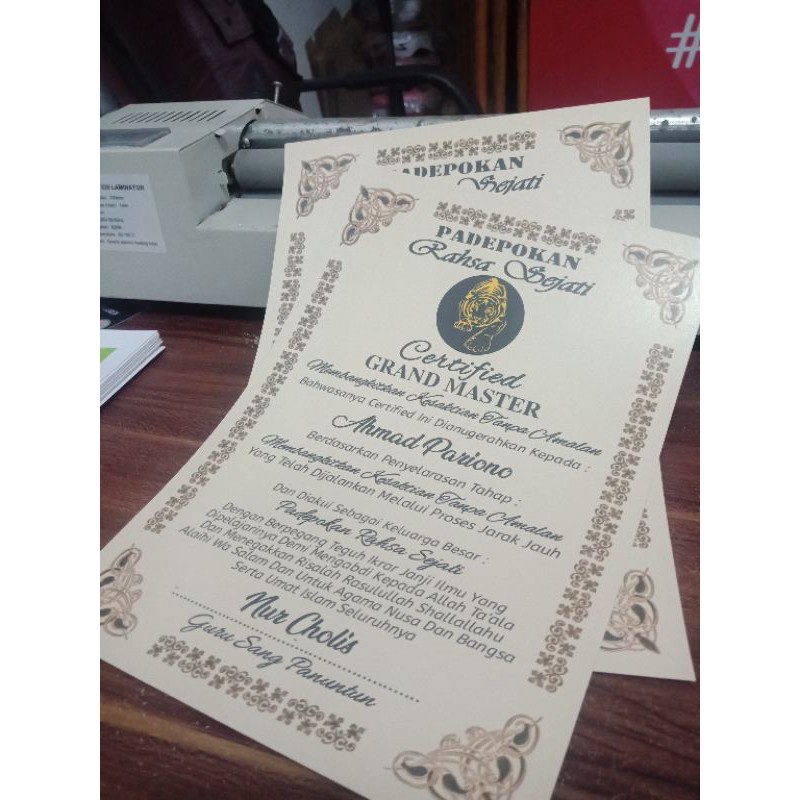 #
LAMINATOR
PADEPOKAN
Sejati
PADEPOKAN
Rahsa Sejati
Certified
GRAND MASTER
Membangkitkan Kesaktian Tanpa Amalan
Bahwasanya Certified Ini Dianugerahkan Kepada :
Ahmad Pariono
Berdasarkan Penyelarasan Tahap :
Membangkitkan Kesaktian Tanpa Amalan
Yang Telah Dijalankan Melalui Proses Jarak Jauh
Dan Diakui Sebagai Keluarga Besar :
Padepokan Rahsa Sejati
Dengan Berpegang Teguh Ikrar Janji Ilmu Yang
Dipelajarinya Demi Mengabdi Kepada Allah Ta'ala
Dan Menegakkan Risalah Rasulullah Shallallahu
Alaihi Wa Salam Dan Untuk Agama Nusa Dan Bangsa
Serta Umat Islam Seluruhnya
Nur Cholis
Guru Sang Panuntun